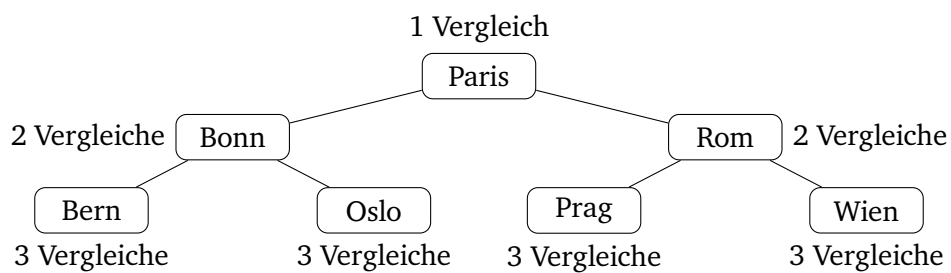 1 Vergleich
Paris
2 Vergleiche Bonn Rom 2 Vergleiche
Bern Oslo Prag Wien
3 Vergleiche 3 Vergleiche 3 Vergleiche 3 Vergleiche